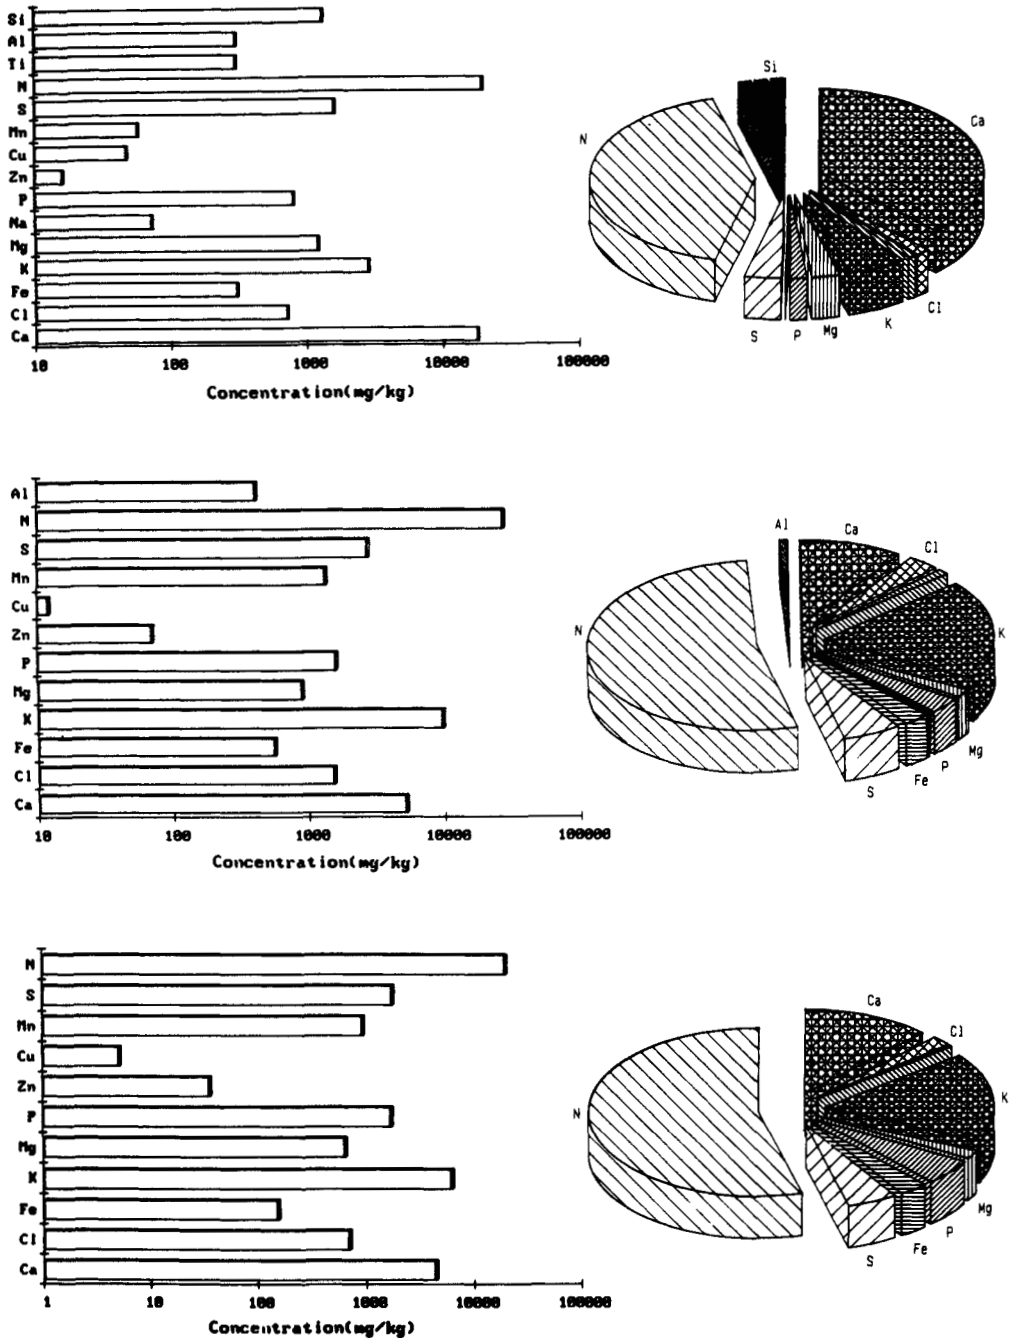 Si
Al
Ti
N
S
Mn
Cu
Zn
P
Na
Mg
K
Fe
Cl
Ca
10 100 1000 10000 100000
Concentration(mg/kg)
Si
Ca
N
S P Mg K Cl
Al
N
S
Mn
Cu
Zn
P
Mg
K
Fe
Cl
Ca
10 100 1000 10000 100000
Concentration(mg/kg)
Al Ca Cl
N K
S Fe P Mg
N
S
Mn
Cu
Zn
P
Mg
K
Fe
Cl
Ca
1 10 100 1000 10000 100000
Concentration(mg/kg)
Ca Cl
N K
S Fe P Mg